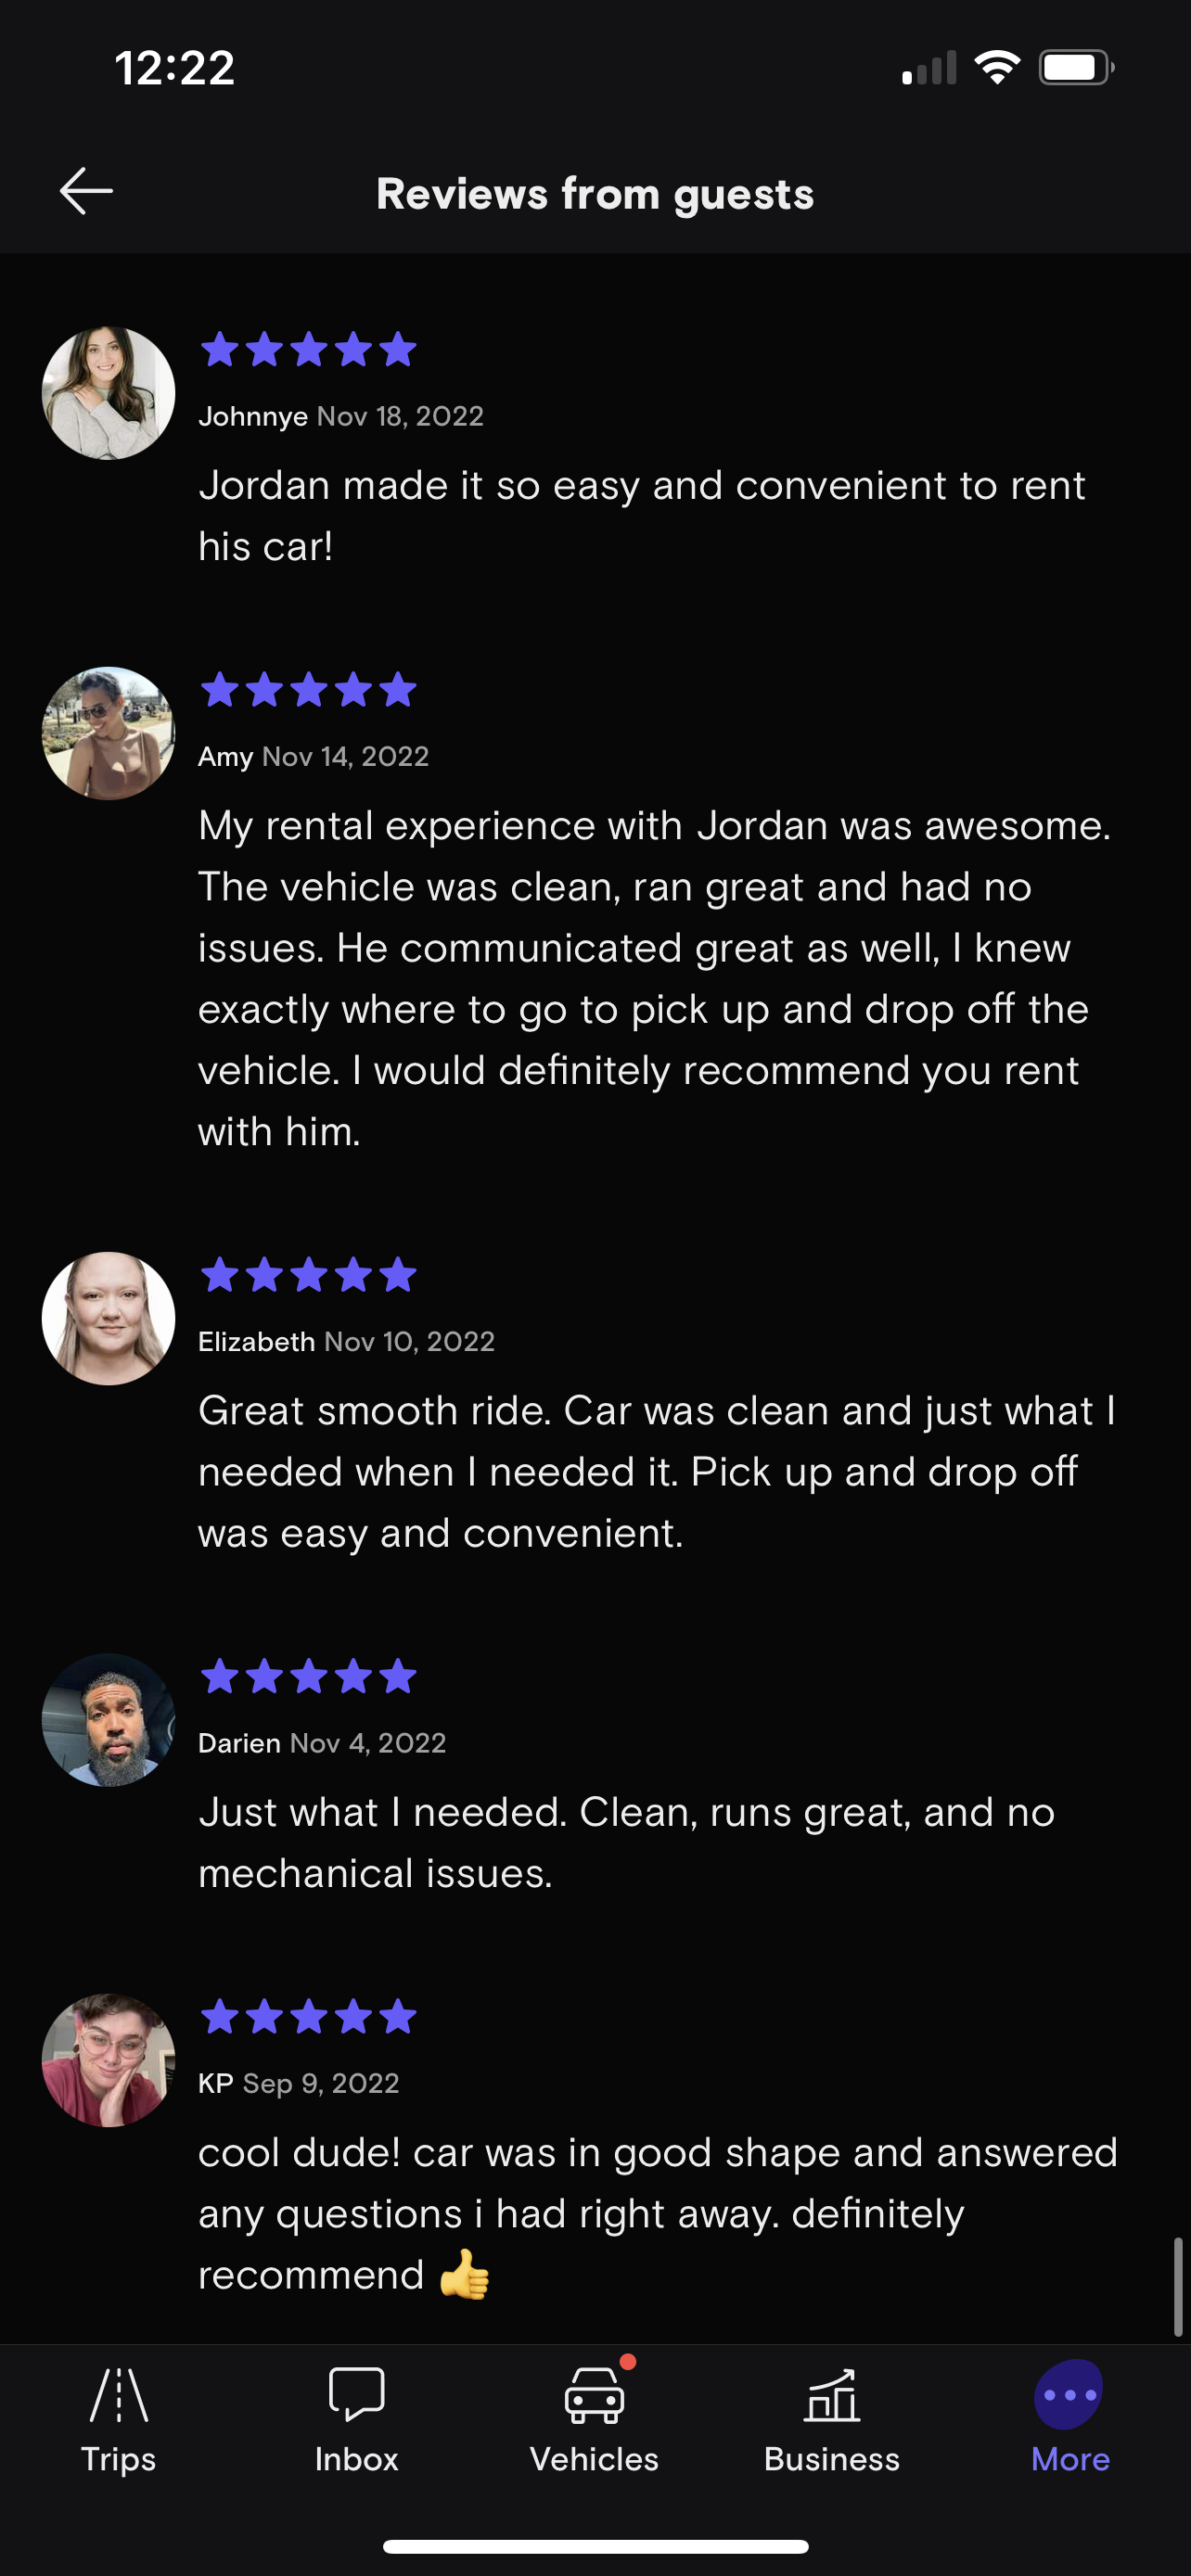 12:22
Reviews from guests
Johnnye Nov 18, 2022
Jordan made it so easy and convenient to rent
his car!
Amy Nov 14, 2022
My rental experience with Jordan was awesome.
The vehicle was clean, ran great and had no
issues. He communicated great as well, I knew
exactly where to go to pick up and drop off the
vehicle. I would definitely recommend you rent
with him.
Elizabeth Nov 10, 2022
Great smooth ride. Car was clean and just what I
needed when I needed it. Pick up and drop off
was easy and convenient.
Darien Nov 4, 2022
Just what I needed. Clean, runs great, and no
mechanical issues.
KP Sep 9, 2022
cool dude! car was in good shape and answered
any questions i had right away. definitely
recommend 👍
Trips Inbox Vehicles Business More